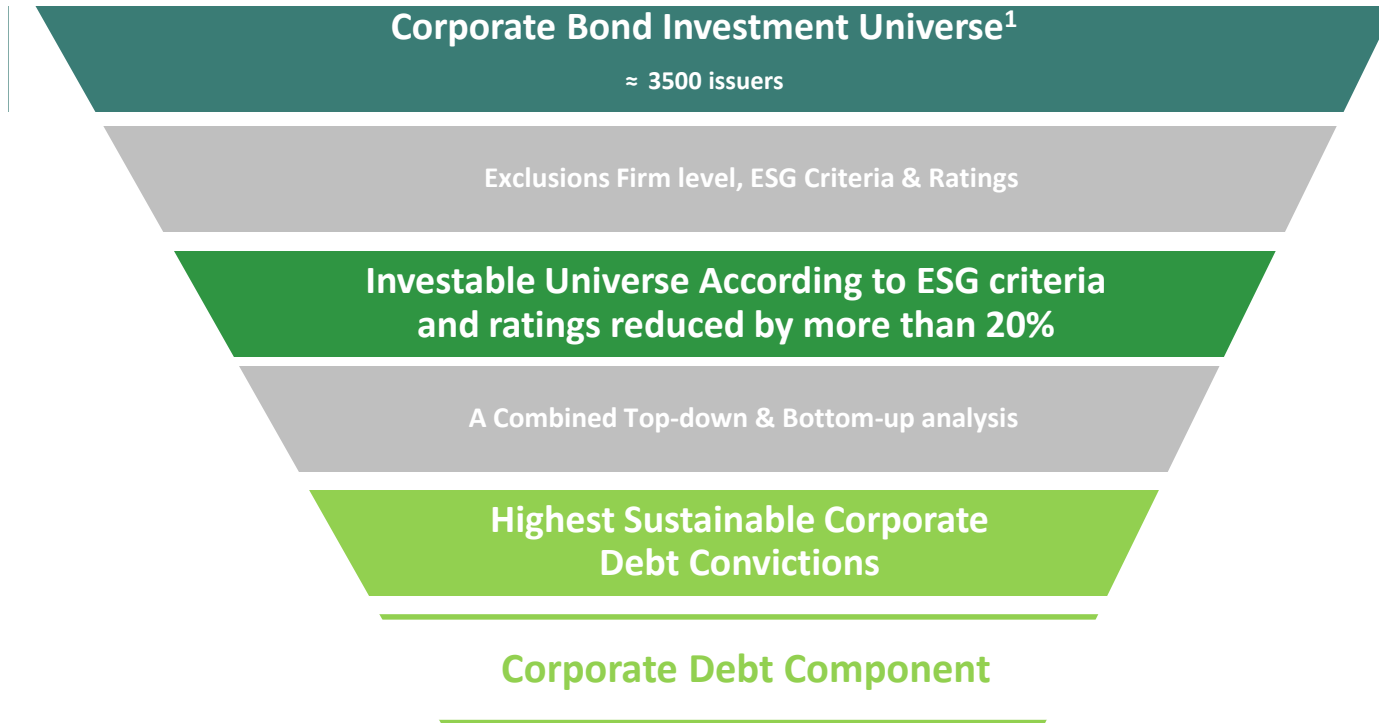 Corporate Bond Investment Universe¹
≈ 3500 issuers
Exclusions Firm level, ESG Criteria & Ratings
Investable Universe According to ESG criteria
and ratings reduced by more than 20%
A Combined Top-down & Bottom-up analysis
Highest Sustainable Corporate
Debt Convictions
Corporate Debt Component